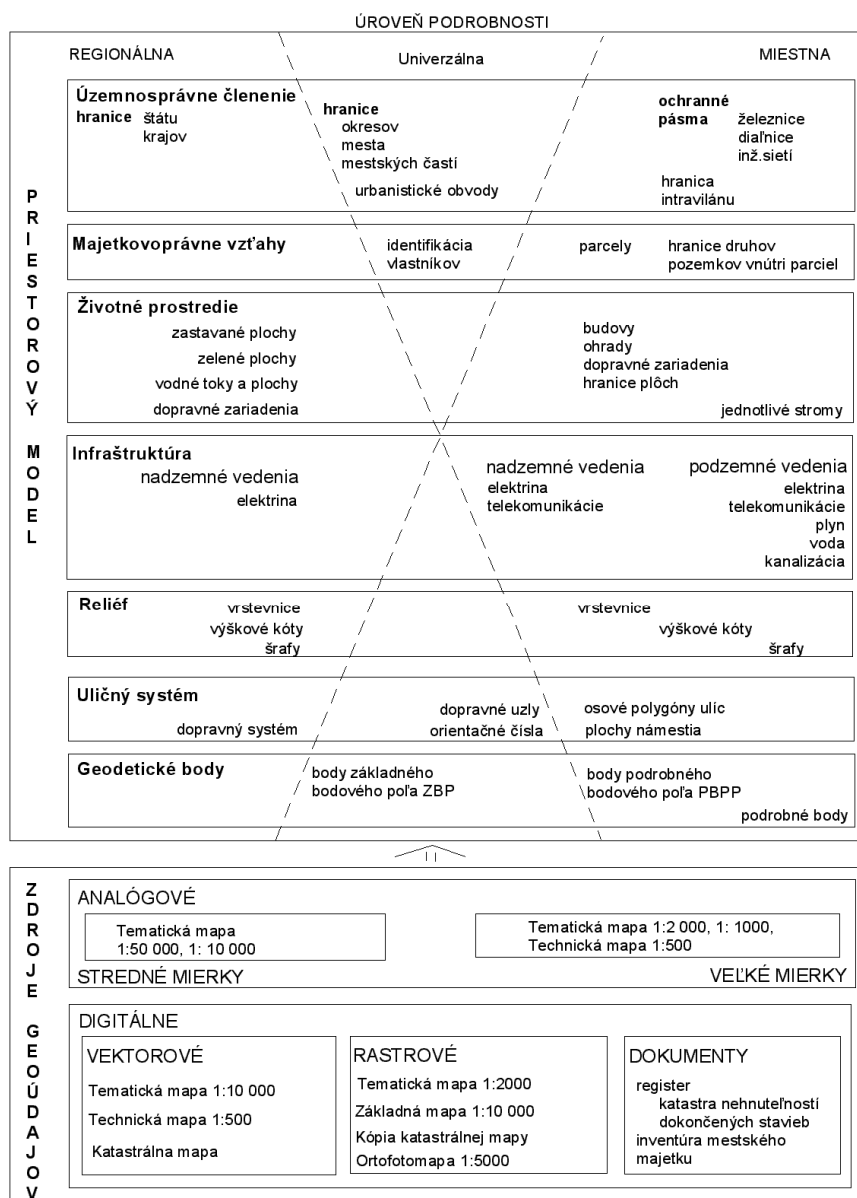 ÚROVEŇ PODROBNOSTI
REGIONÁLNA
Univerzálna
MIESTNA
PRIESTOROVÝ MODEL
Územnosprávne členenie
hranice štátu
krajov
hranice
okresov
mesta
mestských častí
urbanistické obvody
ochranné
pásma železnice
diaľnice
inž.sietí
hranica
intravilánu
Majetkovoprávne vzťahy
identifikácia
vlastníkov
parcely
hranice druhov
pozemkov vnútri parciel
Životné prostredie
zastavané plochy
zelené plochy
vodné toky a plochy
dopravné zariadenia
budovy
ohrady
dopravné zariadenia
hranice plôch
jednotlivé stromy
Infraštruktúra
nadzemné vedenia
elektrina
nadzemné vedenia
elektrina
telekomunikácie
podzemné vedenia
elektrina
telekomunikácie
plyn
voda
kanalizácia
Reliéf
vrstevnice
výškové kóty
šrafy
vrstevnice
výškové kóty
šrafy
Uličný systém
dopravný systém
dopravné uzly
orientačné čísla
osové polygóny ulíc
plochy námestia
Geodetické body
body základného
bodového poľa ZBP
body podrobného
bodového poľa PBPP
podrobné body
ZDROJE GEOÚDAJOV
ANALÓGOVÉ
Tematická mapa
1:50 000, 1: 10 000
STREDNÉ MIERKY
Tematická mapa 1:2 000, 1: 1000,
Technická mapa 1:500
VEĽKÉ MIERKY
DIGITÁLNE
VEKTOROVÉ
Tematická mapa 1:10 000
Technická mapa 1:500
Katastrálna mapa
RASTROVÉ
Tematická mapa 1:2000
Základná mapa 1:10 000
Kópia katastrálnej mapy
Ortofotomapa 1:5000
DOKUMENTY
register
katastra nehnuteľností
dokončených stavieb
inventúra mestského
majetku